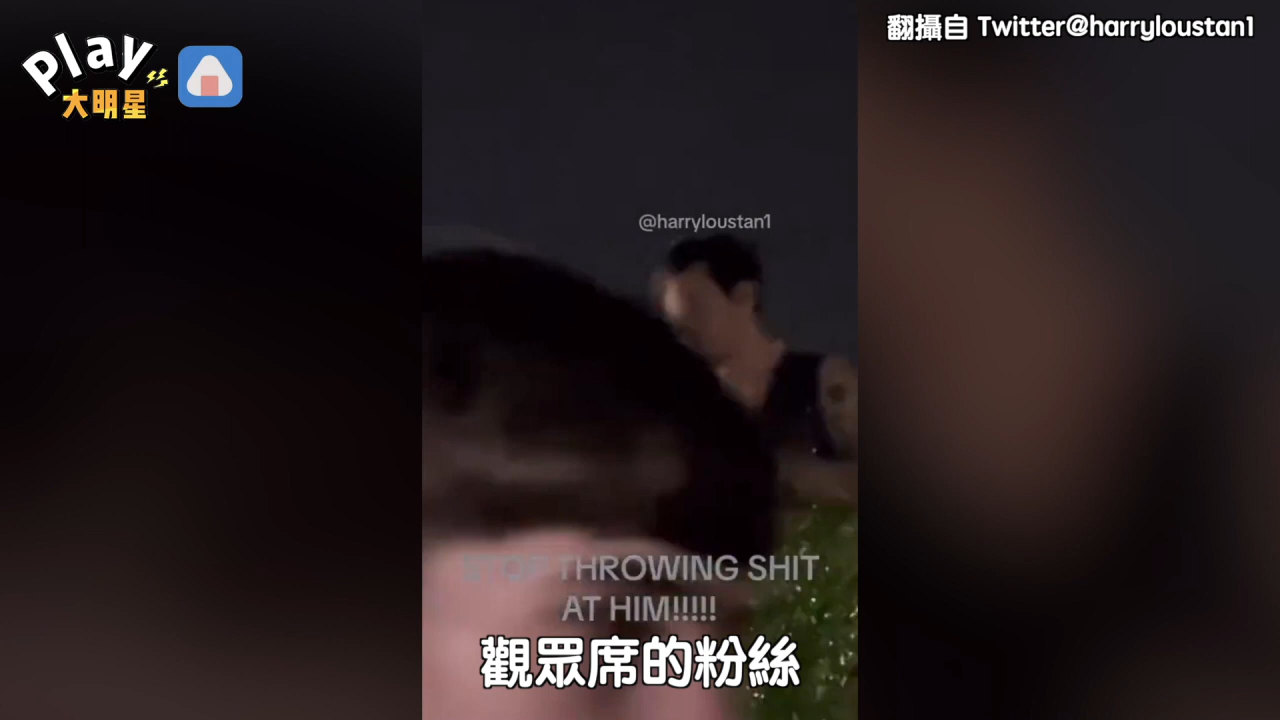 Play
大明星
翻攝自 Twitter@harryloustan1
@harryloustan1
STOP THROWING SHIT
AT HIM!!!!!
觀眾席的粉絲